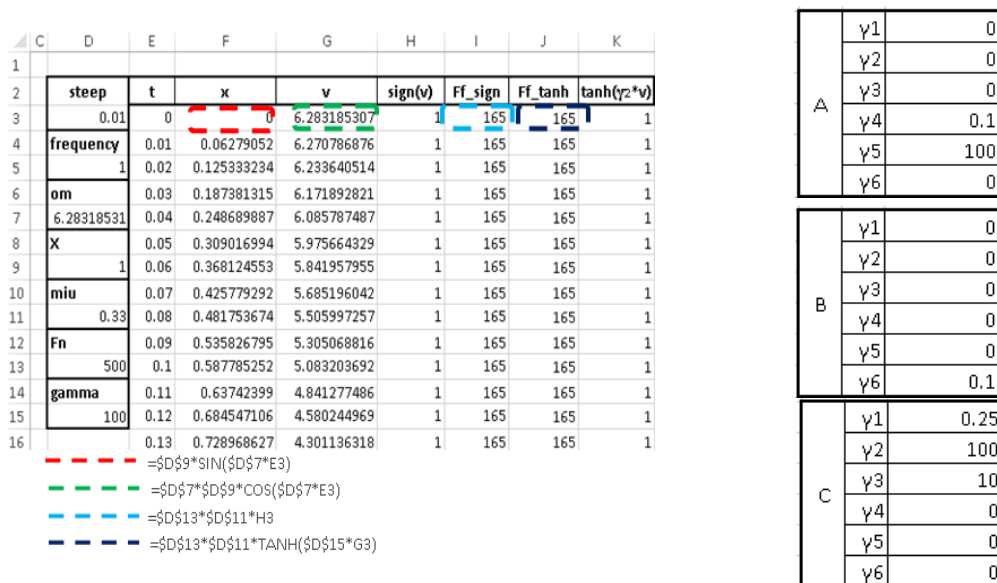 C D E F G H I J K
1
2 steep t x v sign(v) Ff_sign Ff_tanh tanh(γ2*v)
3 0.01 0 0 6.283185307 1 165 165 1
4 frequency 0.01 0.06279052 6.270786876 1 165 165 1
5 1 0.02 0.125333234 6.233640514 1 165 165 1
6 om 0.03 0.187381315 6.171892821 1 165 165 1
7 6.28318531 0.04 0.248689887 6.085787487 1 165 165 1
8 X 0.05 0.309016994 5.975664329 1 165 165 1
9 1 0.06 0.368124553 5.841957955 1 165 165 1
10 miu 0.07 0.425779292 5.685196042 1 165 165 1
11 0.33 0.08 0.481753674 5.505997257 1 165 165 1
12 Fn 0.09 0.535826795 5.305068816 1 165 165 1
13 500 0.1 0.587785252 5.083203692 1 165 165 1
14 gamma 0.11 0.63742399 4.841277486 1 165 165 1
15 100 0.12 0.684547106 4.580244969 1 165 165 1
16 0.13 0.728968627 4.301136318 1 165 165 1
=$D$9*SIN($D$7*E3)
=$D$7*$D$9*COS($D$7*E3)
=$D$13*$D$11*H3
=$D$13*$D$11*TANH($D$15*G3)
A
γ1 0
γ2 0
γ3 0
γ4 0.1
γ5 100
γ6 0
B
γ1 0
γ2 0
γ3 0
γ4 0
γ5 0
γ6 0.1
C
γ1 0.25
γ2 100
γ3 10
γ4 0
γ5 0
γ6 0